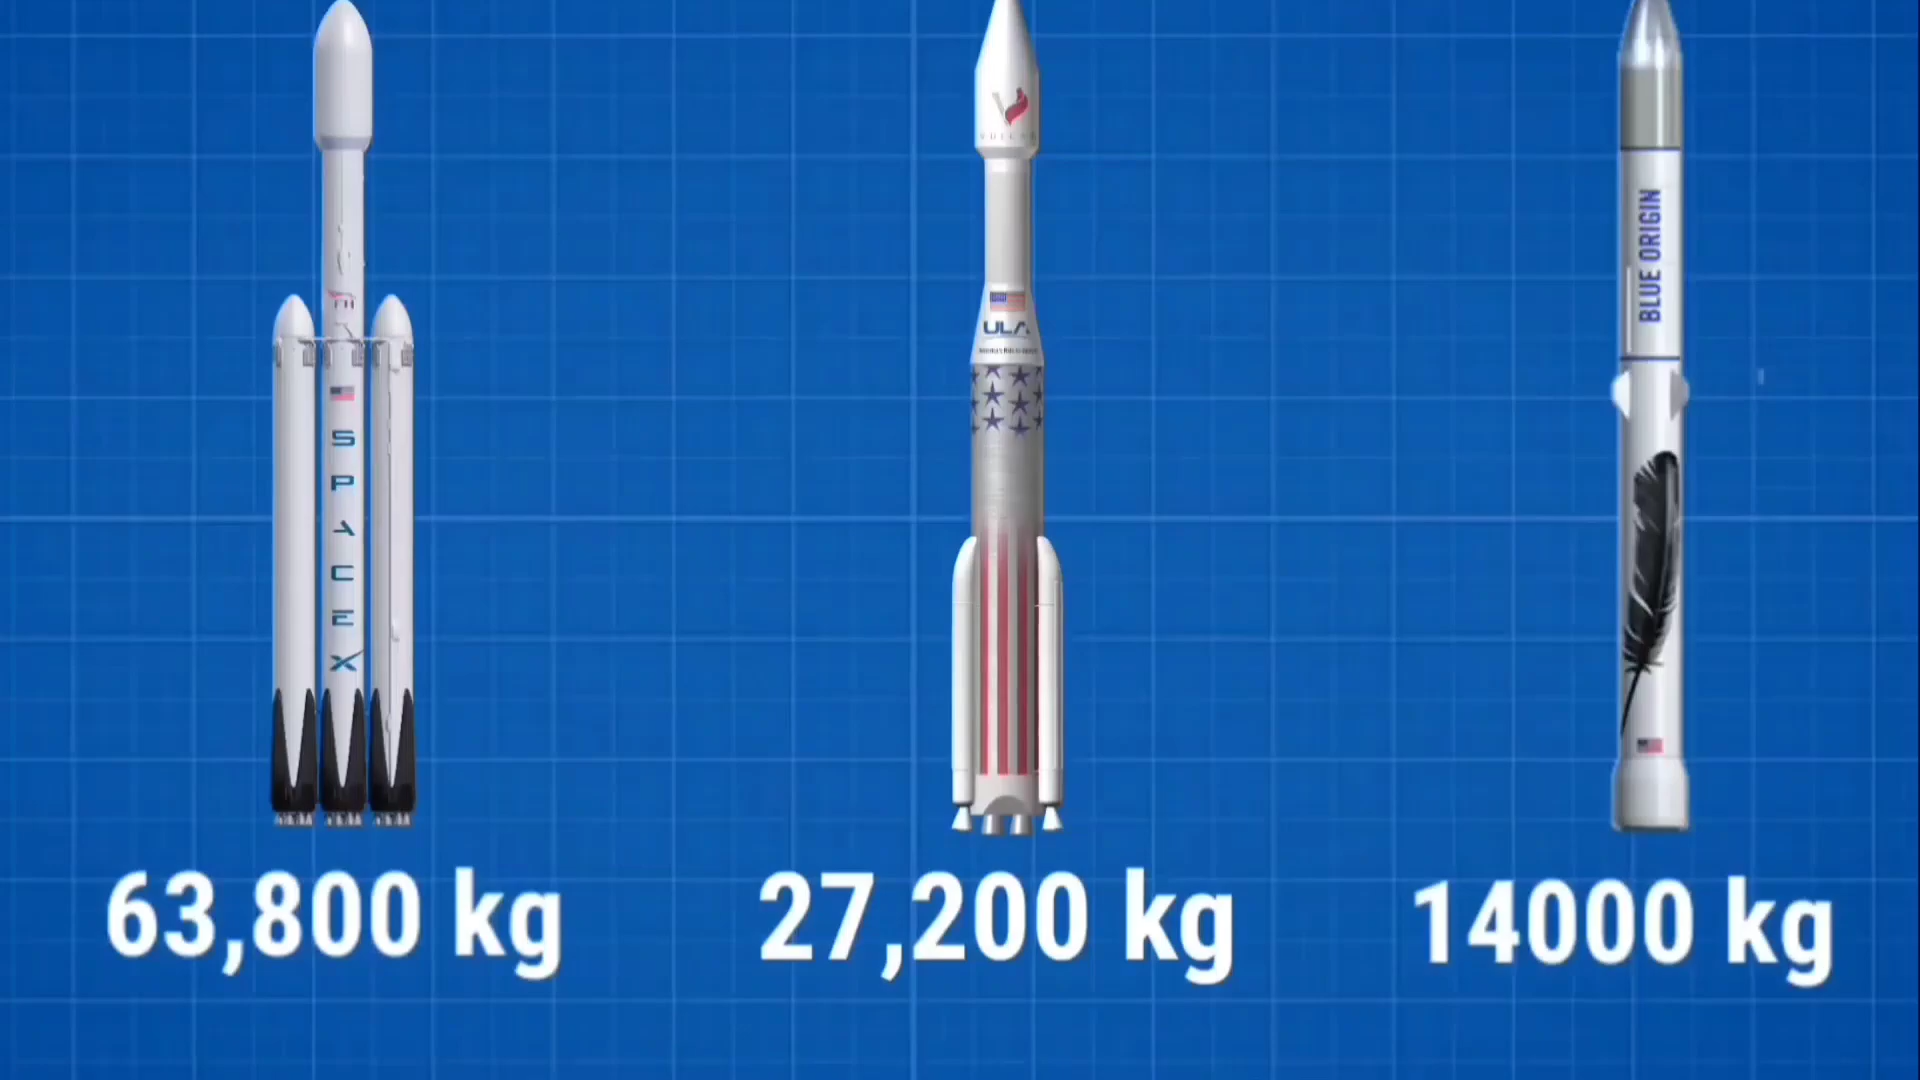 SPACEX
ULA
BLUE ORIGIN
63,800 kg
27,200 kg
14000 kg